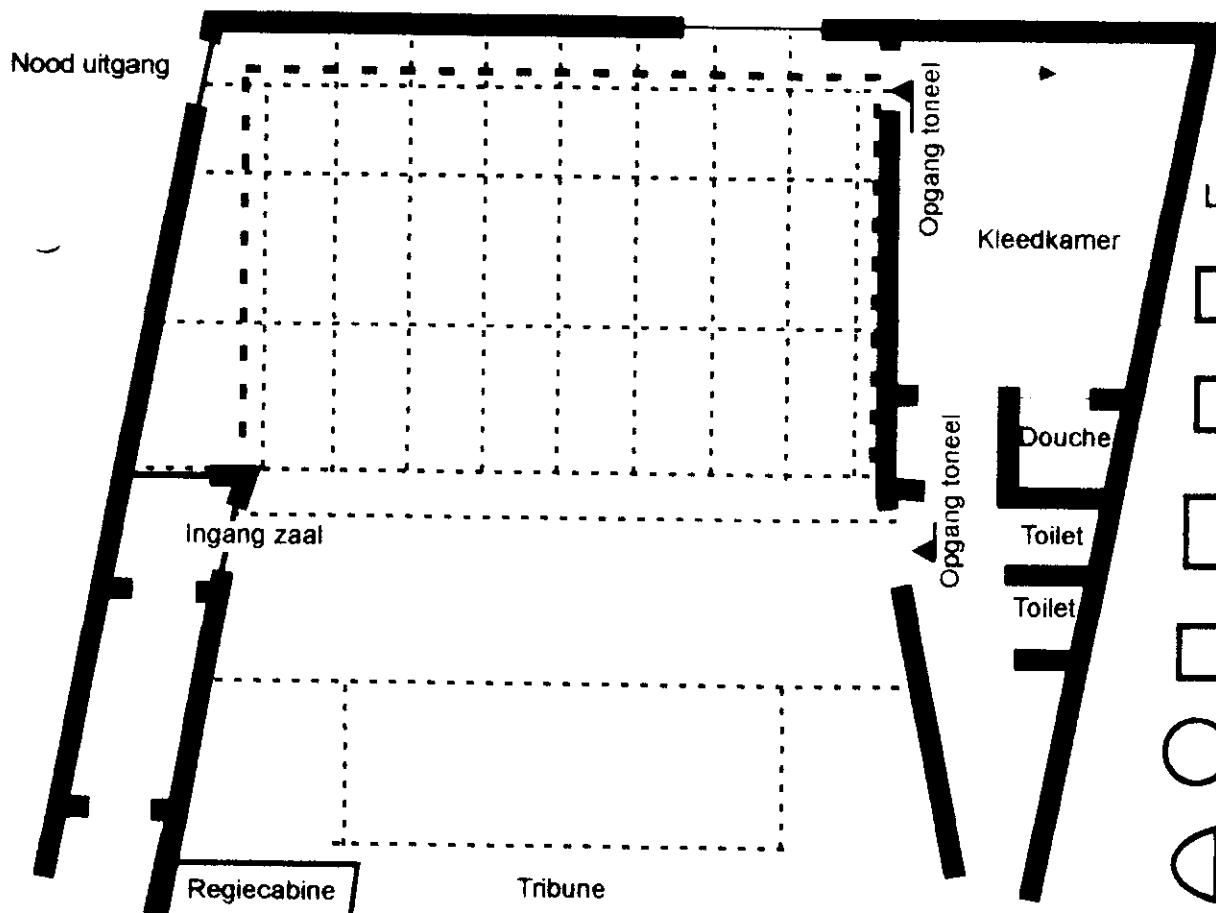 Nood uitgang
Opgang toneel
Kleedkamer
Douche
Opgang toneel
Ingang zaal
Toilet
Toilet
Regiecabine
Tribune